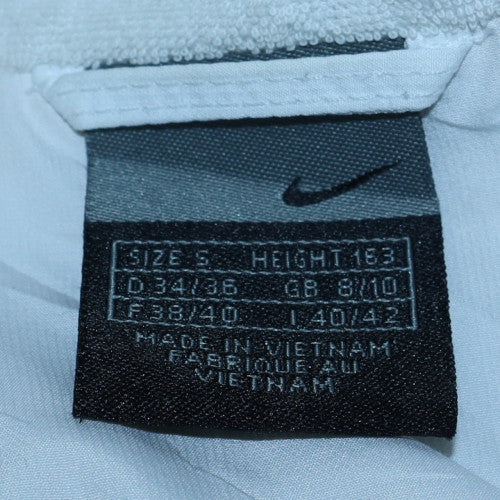 SIZE S HEIGHT 163
D 34/36 GB 8/10
F 38/40 I 40/42
MADE IN VIETNAM
FABRIQUE AU
VIETNAM